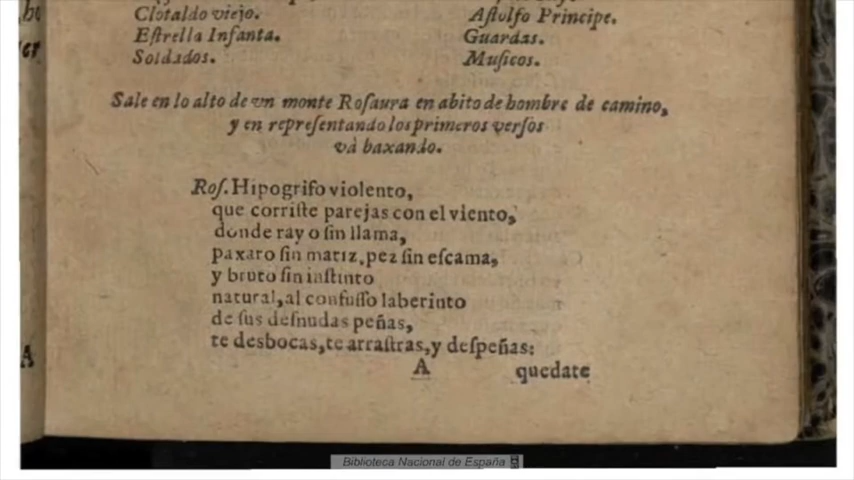 Clotaldo viejo. Aſtolfo Principe.
Eſtrella Infanta. Guardas.
Soldados. Muſicos.
Sale en lo alto de vn monte Roſaura en abito de hombre de camino,
y en repreſentando los primeros verſos
và baxando.
Roſ. Hipogrifo violento,
que corriſte parejas con el viento,
donde rayo ſin llama,
paxaro ſin matiz, pez ſin eſcama,
y bruto ſin inſtinto
natural, al confuſſo laberinto
de ſus deſnudas peñas,
te desbocas, te arraſtras, y deſpeñas:
A quedate
A
Biblioteca Nacional de España